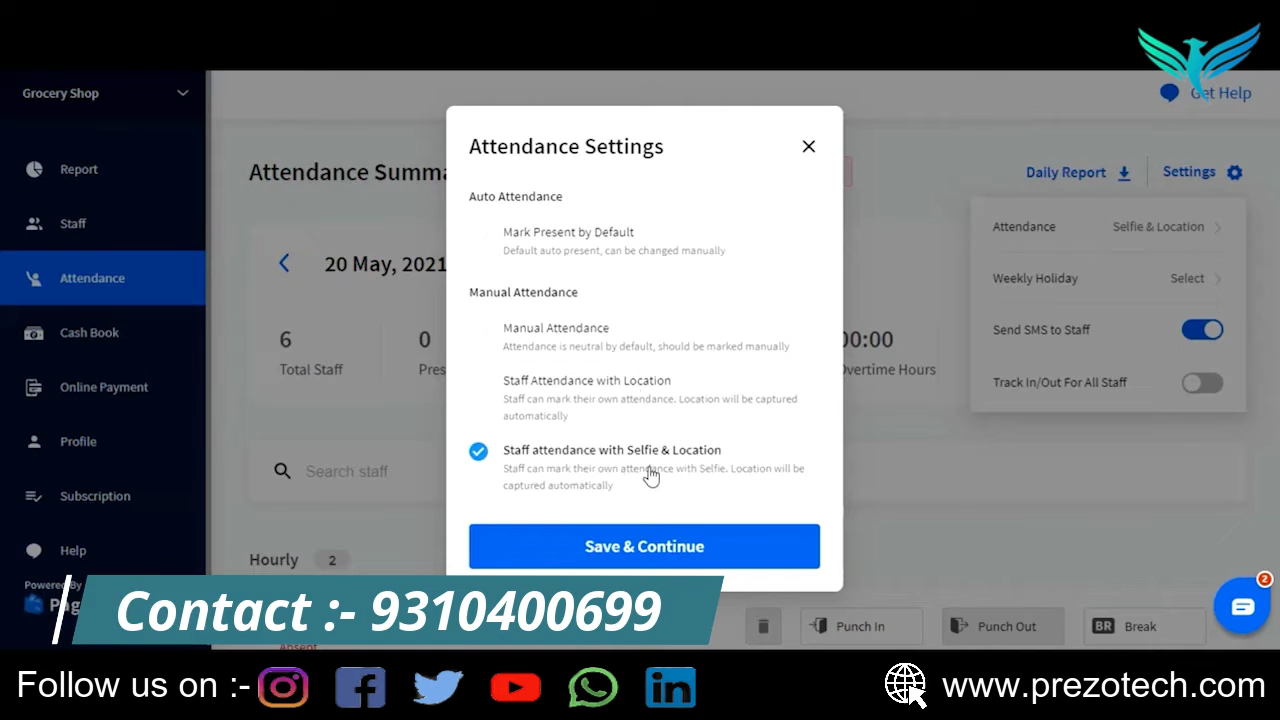 Grocery Shop
Get Help
Report
Staff
Attendance
Cash Book
Online Payment
Profile
Subscription
Help
Powered By
Attendance Summa
Daily Report
Settings
20 May, 2021
6
Total Staff
0
Pres
00:00
Overtime Hours
Attendance
Selfie & Location
Weekly Holiday
Select
Send SMS to Staff
Track In/Out For All Staff
Search staff
Hourly 2
Attendance Settings
Auto Attendance
Mark Present by Default
Default auto present, can be changed manually
Manual Attendance
Manual Attendance
Attendance is neutral by default, should be marked manually
Staff Attendance with Location
Staff can mark their own attendance. Location will be captured
automatically
Staff attendance with Selfie & Location
Staff can mark their own attendance with Selfie. Location will be
captured automatically
Save & Continue
2
Punch In
Punch Out
BR Break
Absent
Contact :- 9310400699
Follow us on :-
www.prezotech.com